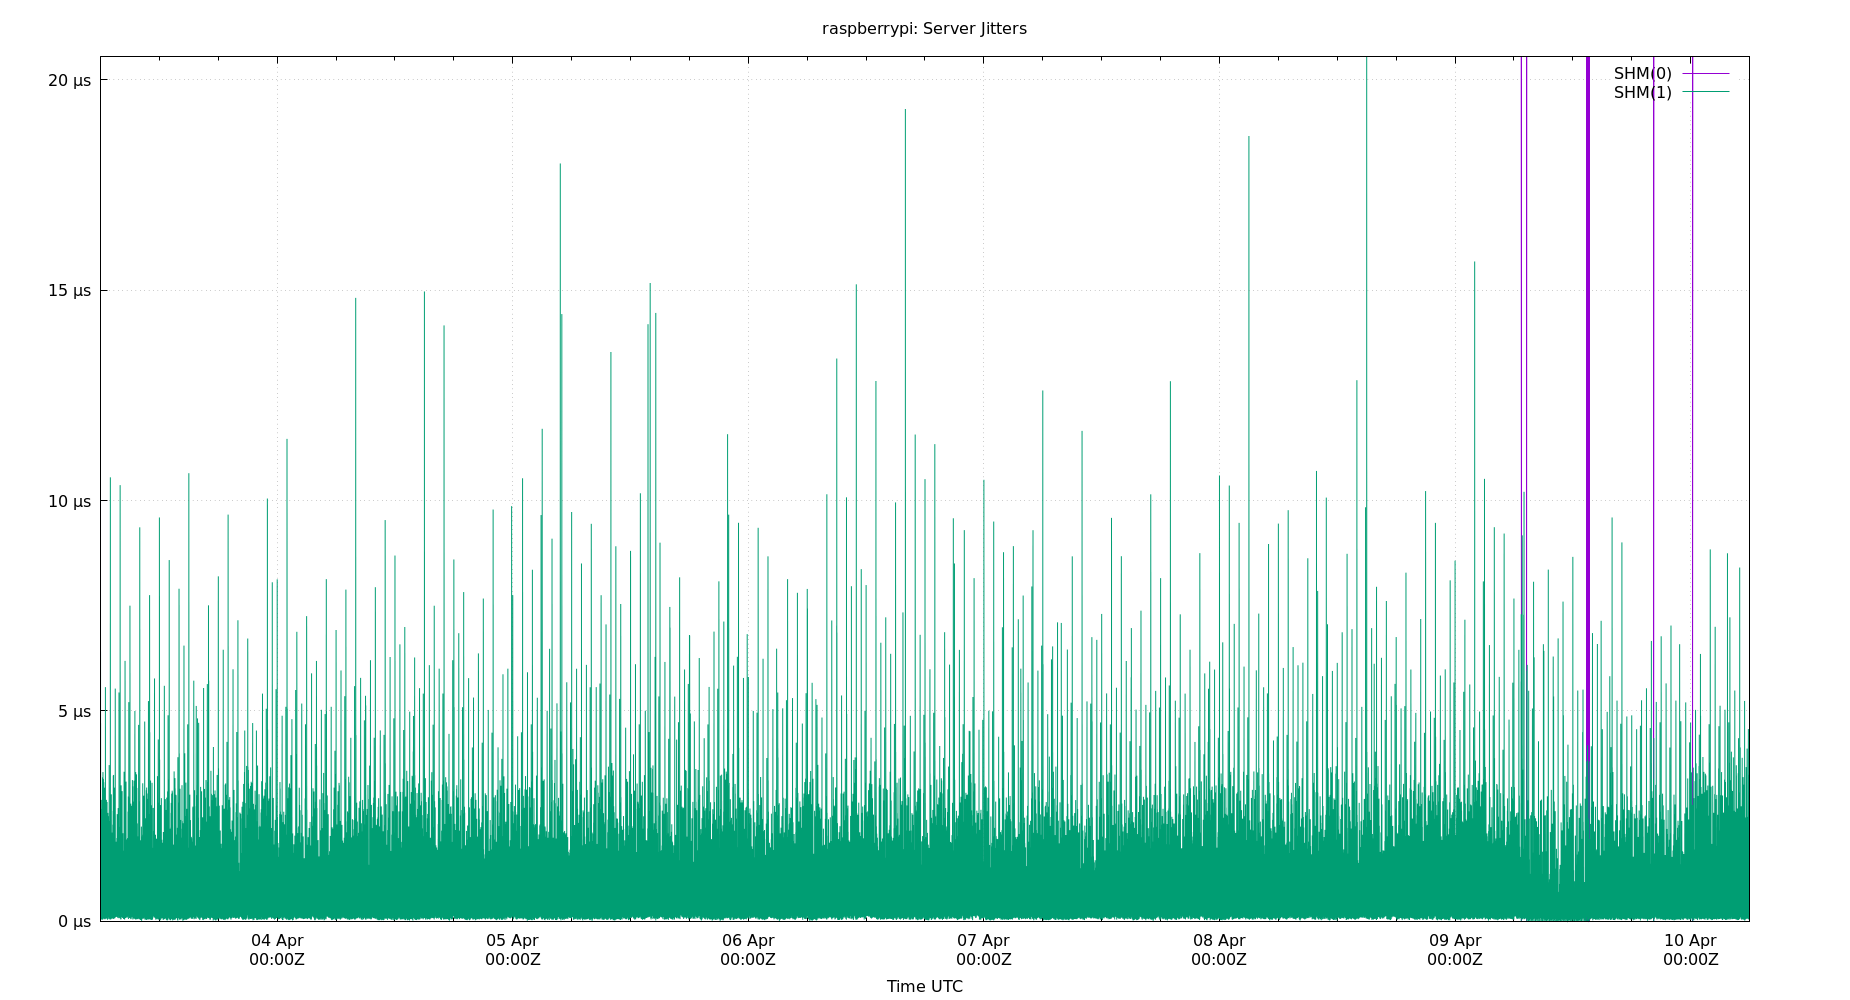 raspberrypi: Server Jitters
SHM(0)
SHM(1)
20 µs
15 µs
10 µs
5 µs
0 µs
04 Apr
00:00Z
05 Apr
00:00Z
06 Apr
00:00Z
07 Apr
00:00Z
08 Apr
00:00Z
09 Apr
00:00Z
10 Apr
00:00Z
Time UTC